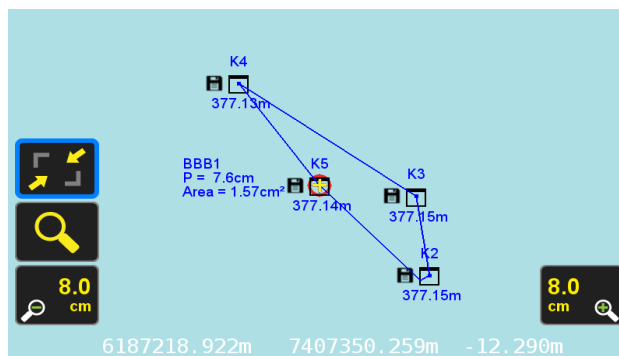 K4
377.13m
BBB1
P = 7.6cm
Area = 1.57cm²
K5
377.14m
K3
377.15m
K2
377.15m
8.0
cm
8.0
cm
6187218.922m 7407350.259m -12.290m